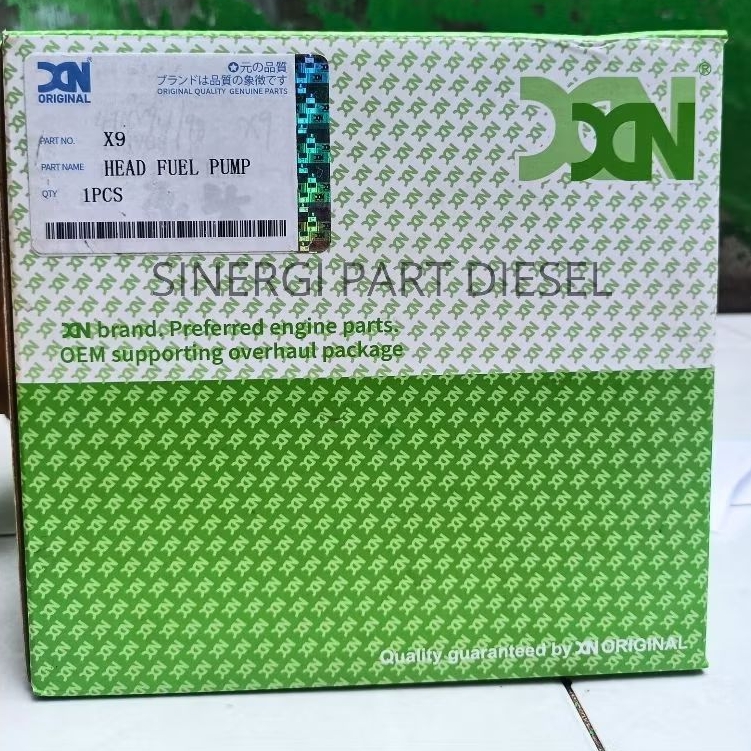 XN®
ORIGINAL
✪元の品質
ブランドは品質の象徴です
ORIGINAL QUALITY GENUINE PARTS
PART NO. X9
PART NAME HEAD FUEL PUMP
QTY 1PCS
XN®
SINERGI PART DIESEL
XN brand. Preferred engine parts.
OEM supporting overhaul package
Quality guaranteed by XN ORIGINAL